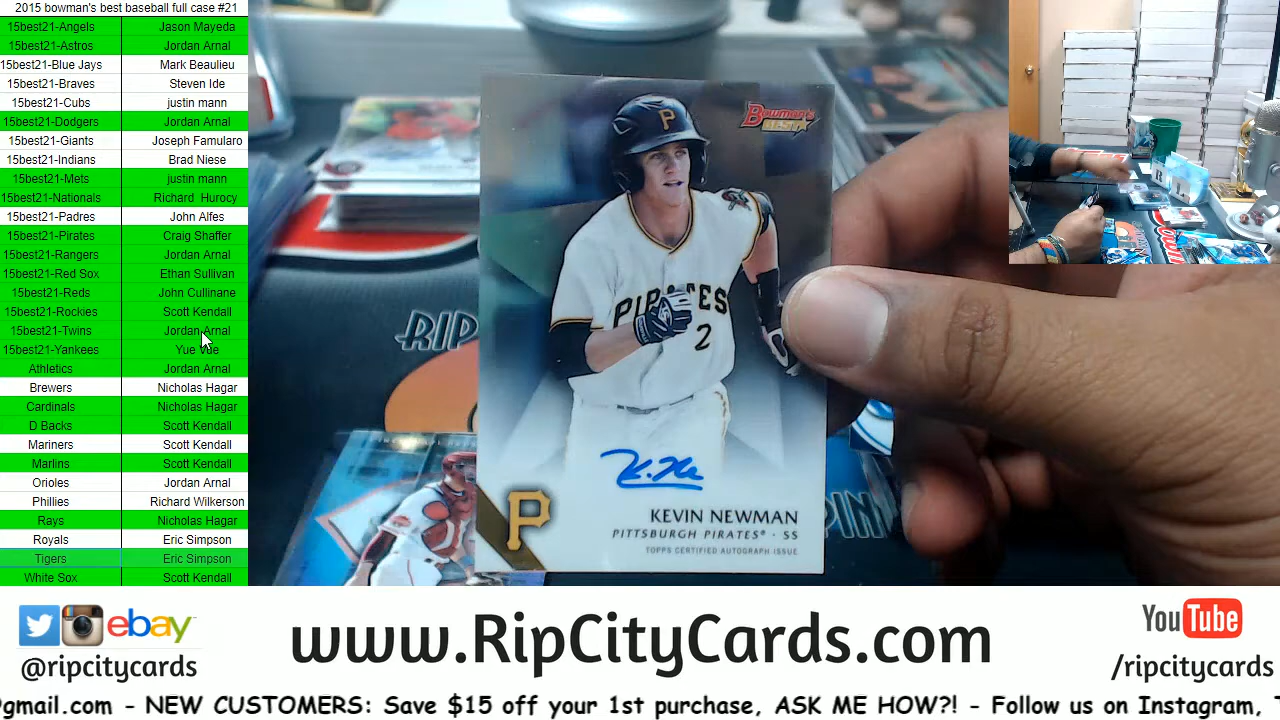 2015 bowman's best baseball full case #21
15best21-Angels Jason Mayeda
15best21-Astros Jordan Arnal
15best21-Blue Jays Mark Beaulieu
15best21-Braves Steven Ide
15best21-Cubs justin mann
15best21-Dodgers Jordan Arnal
15best21-Giants Joseph Famularo
15best21-Indians Brad Niese
15best21-Mets justin mann
15best21-Nationals Richard Hurocy
15best21-Padres John Alfes
15best21-Pirates Craig Shaffer
15best21-Rangers Jordan Arnal
15best21-Red Sox Ethan Sullivan
15best21-Reds John Cullinane
15best21-Rockies Scott Kendall
15best21-Twins Jordan Arnal
15best21-Yankees Yue Vue
Athletics Jordan Arnal
Brewers Nicholas Hagar
Cardinals Nicholas Hagar
D Backs Scott Kendall
Mariners Scott Kendall
Marlins Scott Kendall
Orioles Jordan Arnal
Phillies Richard Wilkerson
Rays Nicholas Hagar
Royals Eric Simpson
Tigers Eric Simpson
White Sox Scott Kendall
P
Bowman's
BEST
PIRATES
2
RIP
P
KEVIN NEWMAN
PITTSBURGH PIRATES® • SS
TOPPS CERTIFIED AUTOGRAPH ISSUE
PIN
ebay
@ripcitycards
www.RipCityCards.com
YouTube
/ripcitycards
@gmail.com - NEW CUSTOMERS: Save $15 off your 1st purchase, ASK ME HOW?! - Follow us on Instagram,